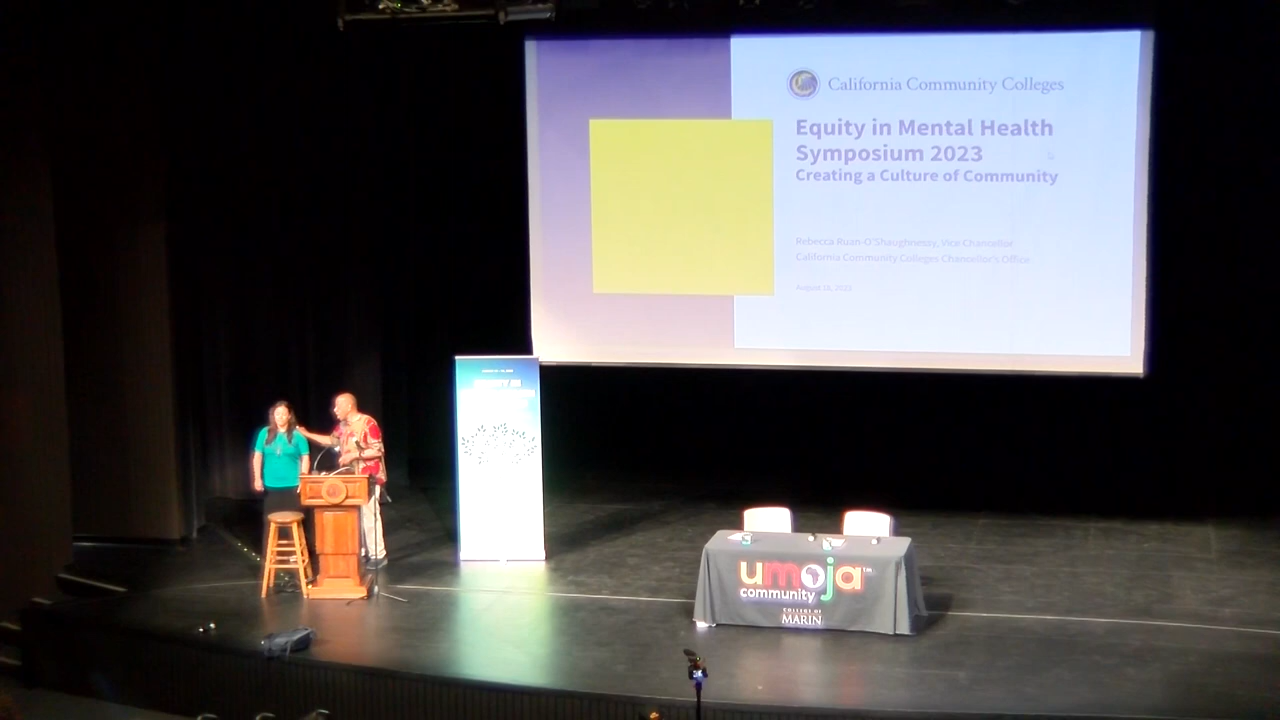 California Community Colleges
Equity in Mental Health
Symposium 2023
Creating a Culture of Community
Rebecca Ruan-O'Shaughnessy, Vice Chancellor
California Community Colleges Chancellor's Office
umoja™
community
COLLEGE OF
MARIN